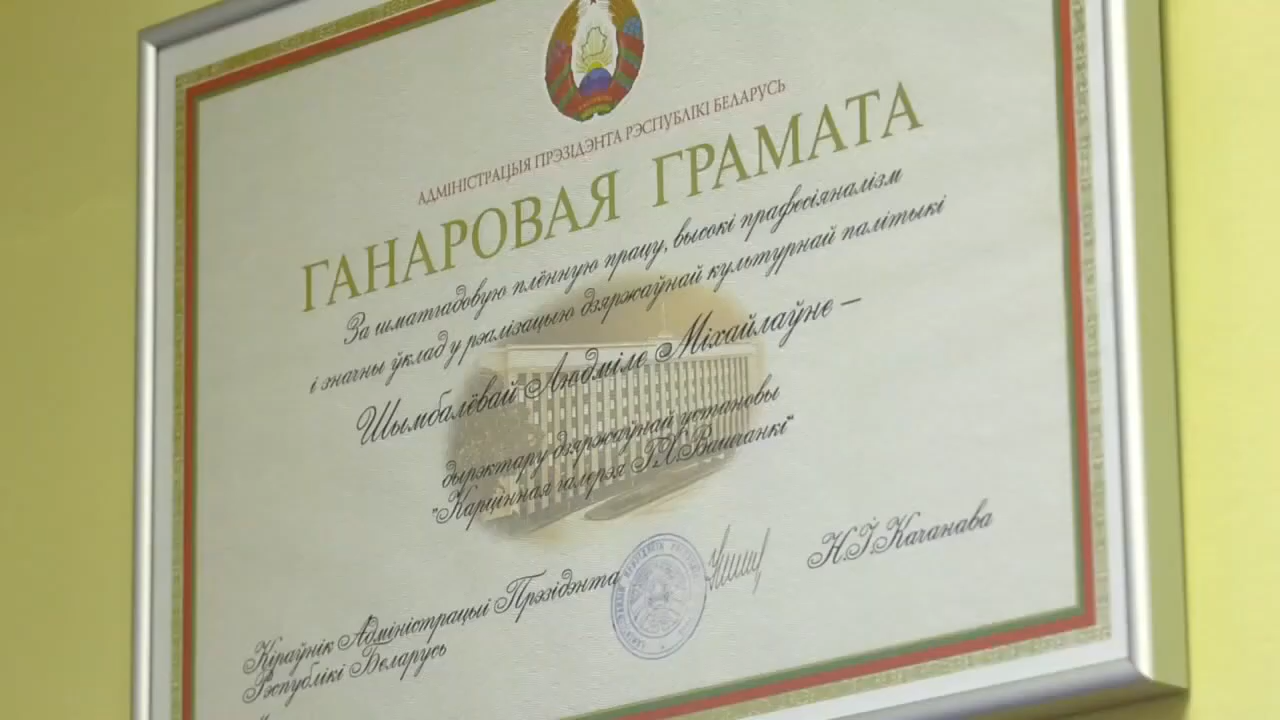 АДМІНІСТРАЦЫЯ ПРЭЗІДЭНТА РЭСПУБЛІКІ БЕЛАРУСЬ
ГАНАРОВАЯ ГРАМАТА
За шматгадовую плённую працу, высокі прафесіяналізм
і значны ўклад у рэалізацыю дзяржаўнай культурнай палітыкі
Шымбалёвай Людміле Міхайлаўне –
дырэктару дзяржаўнай установы
"Карцінная галерэя Г.Х.Вашчанкі"
Кіраўнік Адміністрацыі Прэзідэнта
Рэспублікі Беларусь
Н.І.Качанава